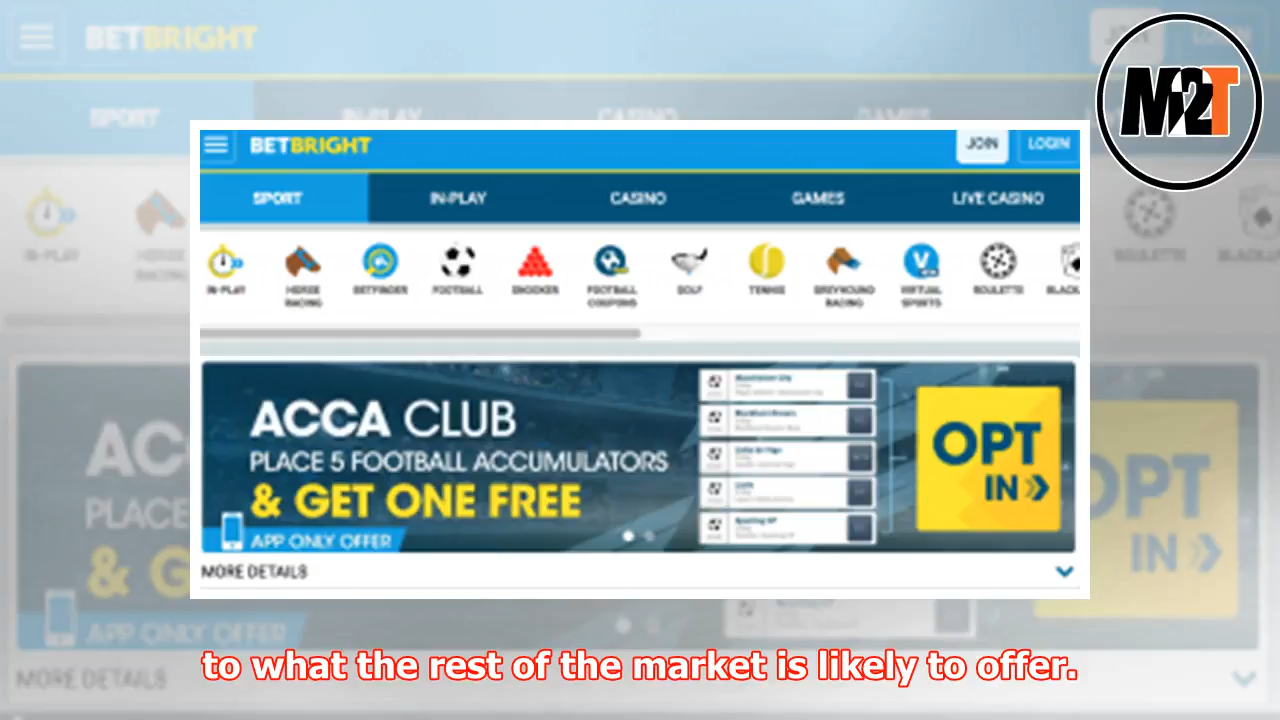 BETBRIGHT
JOIN
LOGIN
SPORT
IN-PLAY
CASINO
GAMES
LIVE CASINO
IN-PLAY
HORSE RACING
BETFINDER
FOOTBALL
SNOOKER
FOOTBALL COUPONS
GOLF
TENNIS
GREYHOUND RACING
VIRTUAL SPORTS
ROULETTE
ACCA CLUB
PLACE 5 FOOTBALL ACCUMULATORS
& GET ONE FREE
APP ONLY OFFER
OPT
IN
MORE DETAILS
M2T
to what the rest of the market is likely to offer.